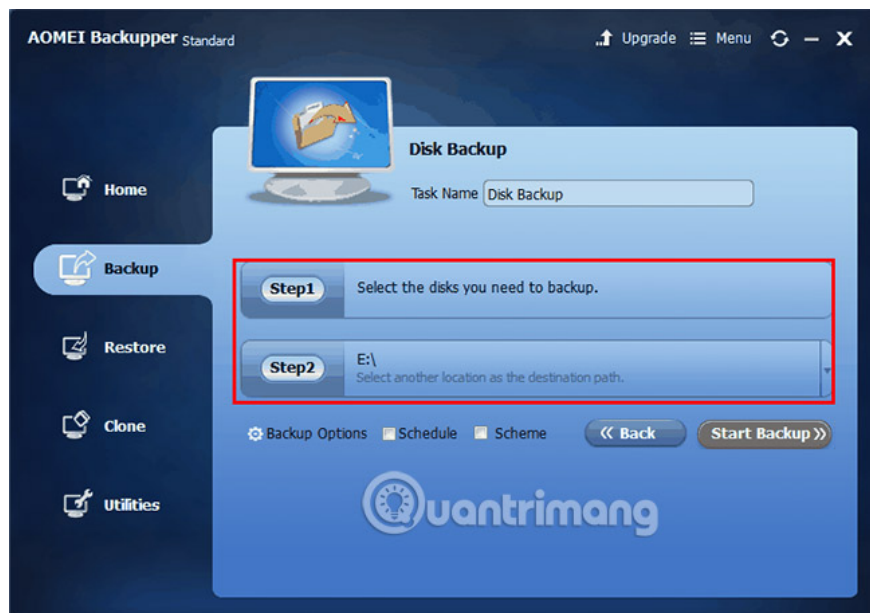 AOMEI Backupper Standard
Upgrade Menu
Disk Backup
Task Name Disk Backup
Home
Backup
Step1 Select the disks you need to backup.
Restore
Step2 E:\
Select another location as the destination path.
Clone
Backup Options Schedule Scheme Back Start Backup
Utilities
Quantrimang